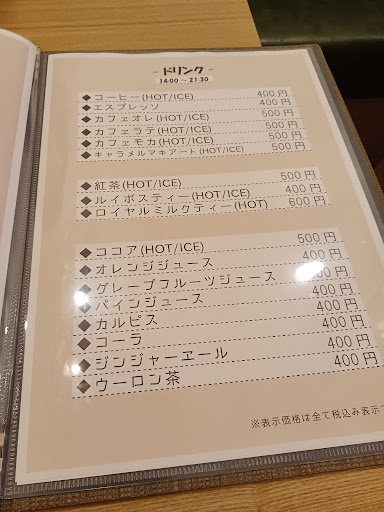 ドリンク
14:00 ~ 21:30
◆コーヒー(HOT/ICE) 400円
◆エスプレッソ 400円
◆カフェオレ(HOT/ICE) 500円
◆カフェラテ(HOT/ICE) 500円
◆カフェモカ(HOT/ICE) 500円
◆キャラメルマキアート(HOT/ICE) 500円
◆紅茶(HOT/ICE) 500円
◆ルイボスティー(HOT/ICE) 400円
◆ロイヤルミルクティー(HOT) 600円
◆ココア(HOT/ICE) 500円
◆オレンジジュース 400円
◆グレープフルーツジュース 400円
◆パインジュース 400円
◆カルピス 400円
◆コーラ 400円
◆ジンジャーエール 400円
◆ウーロン茶 400円
※表示価格は全て税込み表示